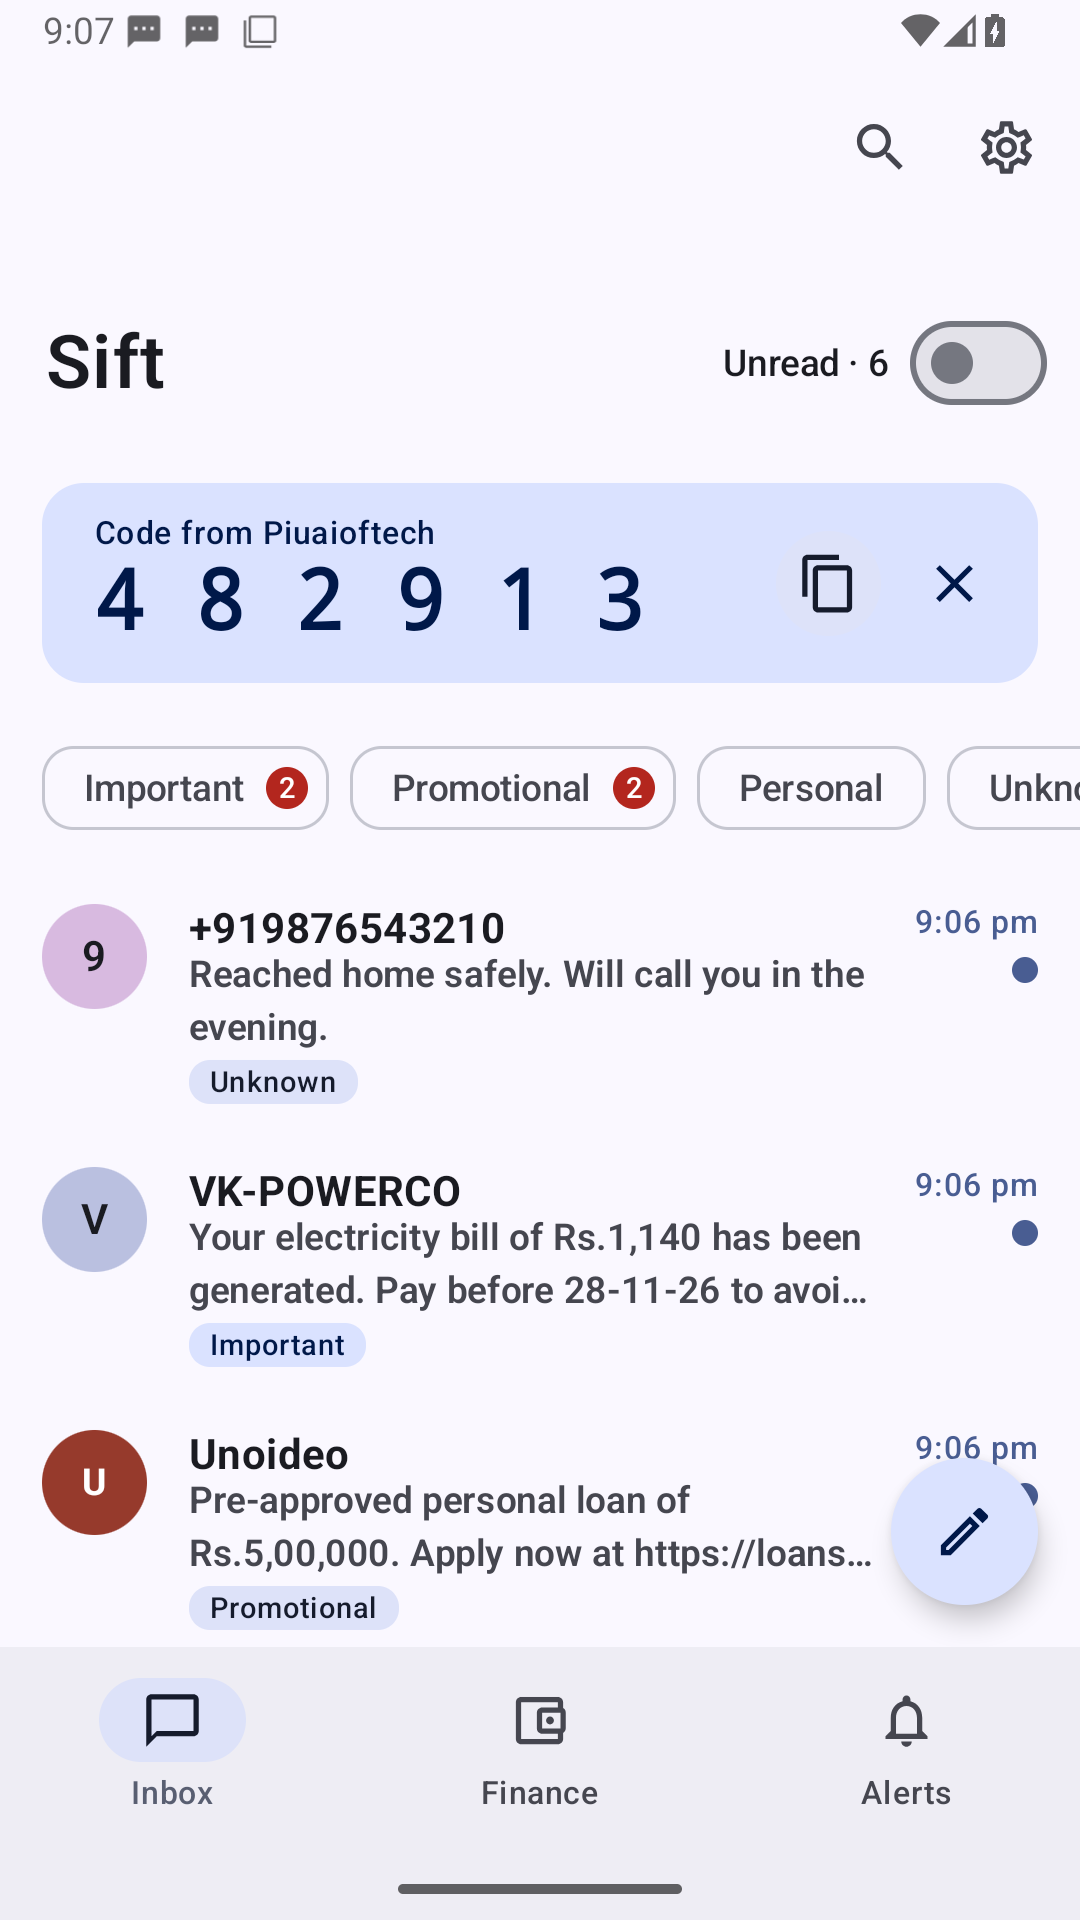 9:07
Sift
Unread · 6
Code from Piuaioftech
4 8 2 9 1 3
Important 2
Promotional 2
Personal
Unkno
+919876543210
9:06 pm
9
Reached home safely. Will call you in the
evening.
Unknown
VK-POWERCO
9:06 pm
V
Your electricity bill of Rs.1,140 has been
generated. Pay before 28-11-26 to avoi...
Important
Unoideo
9:06 pm
U
Pre-approved personal loan of
Rs.5,00,000. Apply now at https://loans...
Promotional
Inbox
Finance
Alerts